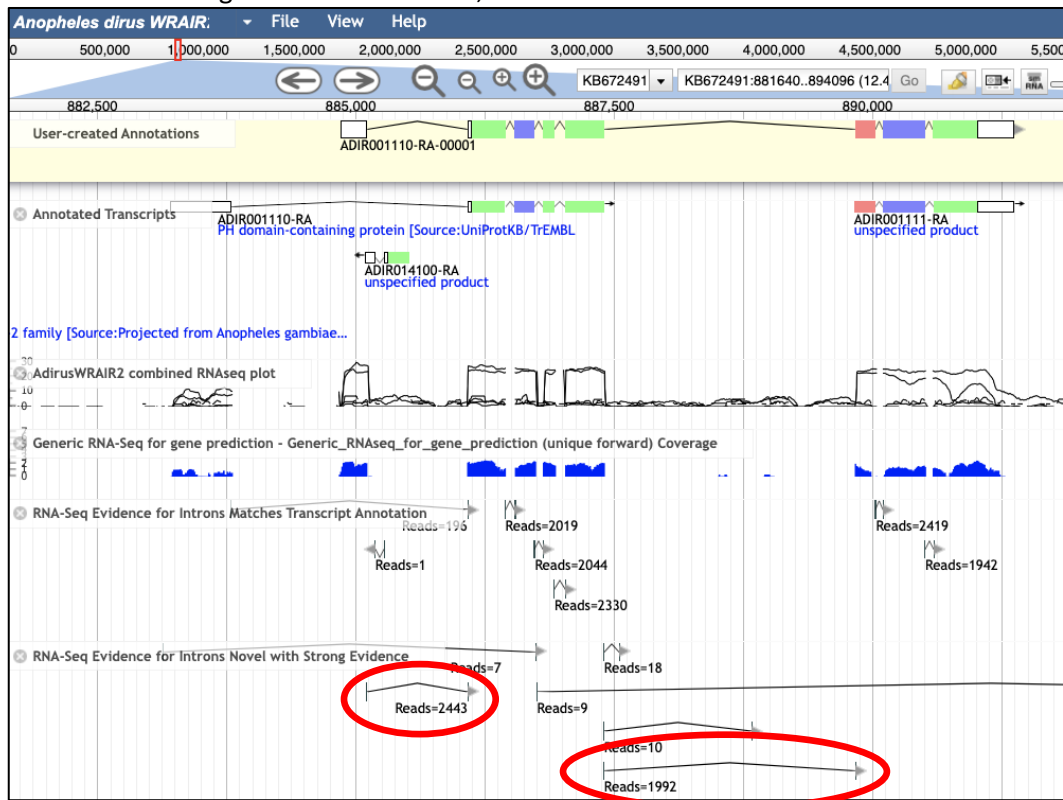 Anopheles dirus WRAIR: File View Help
0 500,000 1,000,000 1,500,000 2,000,000 2,500,000 3,000,000 3,500,000 4,000,000 4,500,000 5,000,000 5,500
KB672491 KB672491:881640..894096 (12.4 Go
882,500 885,000 887,500 890,000
User-created Annotations
ADIR001110-RA-00001
Annotated Transcripts
ADIR001110-RA
PH domain-containing protein [Source:UniProtKB/TrEMBL
ADIR001111-RA
unspecified product
ADIR014100-RA
unspecified product
2 family [Source:Projected from Anopheles gambiae...
30
20
AdirusWRAIR2 combined RNAseq plot
10
0
Generic RNA-Seq for gene prediction - Generic_RNAseq_for_gene_prediction (unique forward) Coverage
0
RNA-Seq Evidence for Introns Matches Transcript Annotation
Reads=196 Reads=2019 Reads=2419
Reads=1 Reads=2044 Reads=1942
Reads=2330
RNA-Seq Evidence for Introns Novel with Strong Evidence
Reads=7 Reads=18
Reads=2443 Reads=9
Reads=10
Reads=1992